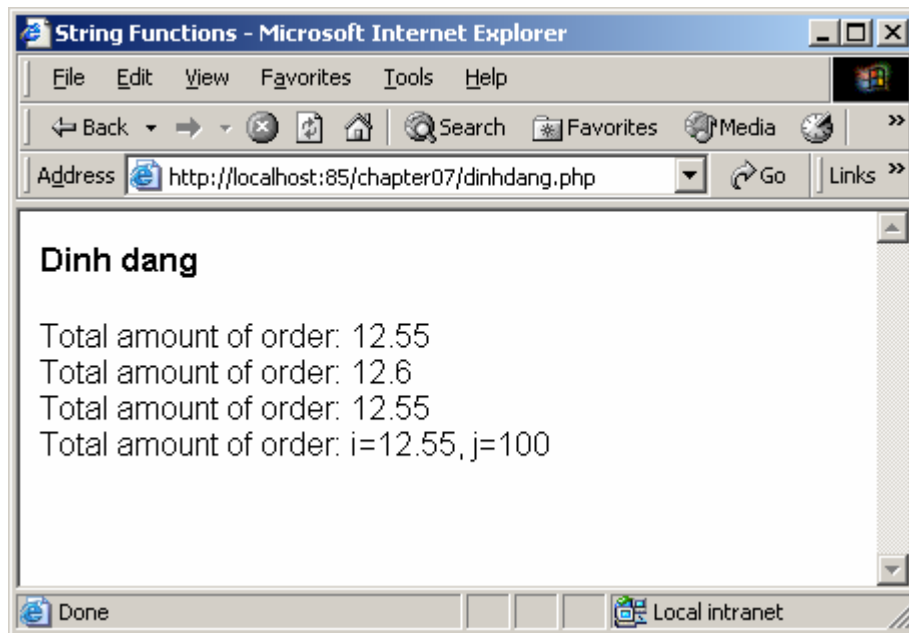 String Functions - Microsoft Internet Explorer
File Edit View Favorites Tools Help
Back Search Favorites Media »
Address http://localhost:85/chapter07/dinhdang.php Go Links »
Dinh dang
Total amount of order: 12.55
Total amount of order: 12.6
Total amount of order: 12.55
Total amount of order: i=12.55, j=100
Done Local intranet